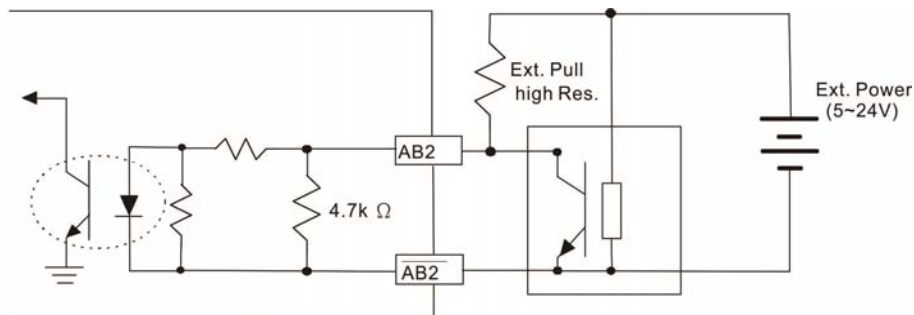 Ext. Pull
high Res.
Ext. Power
(5~24V)
AB2
4.7k Ω
AB2